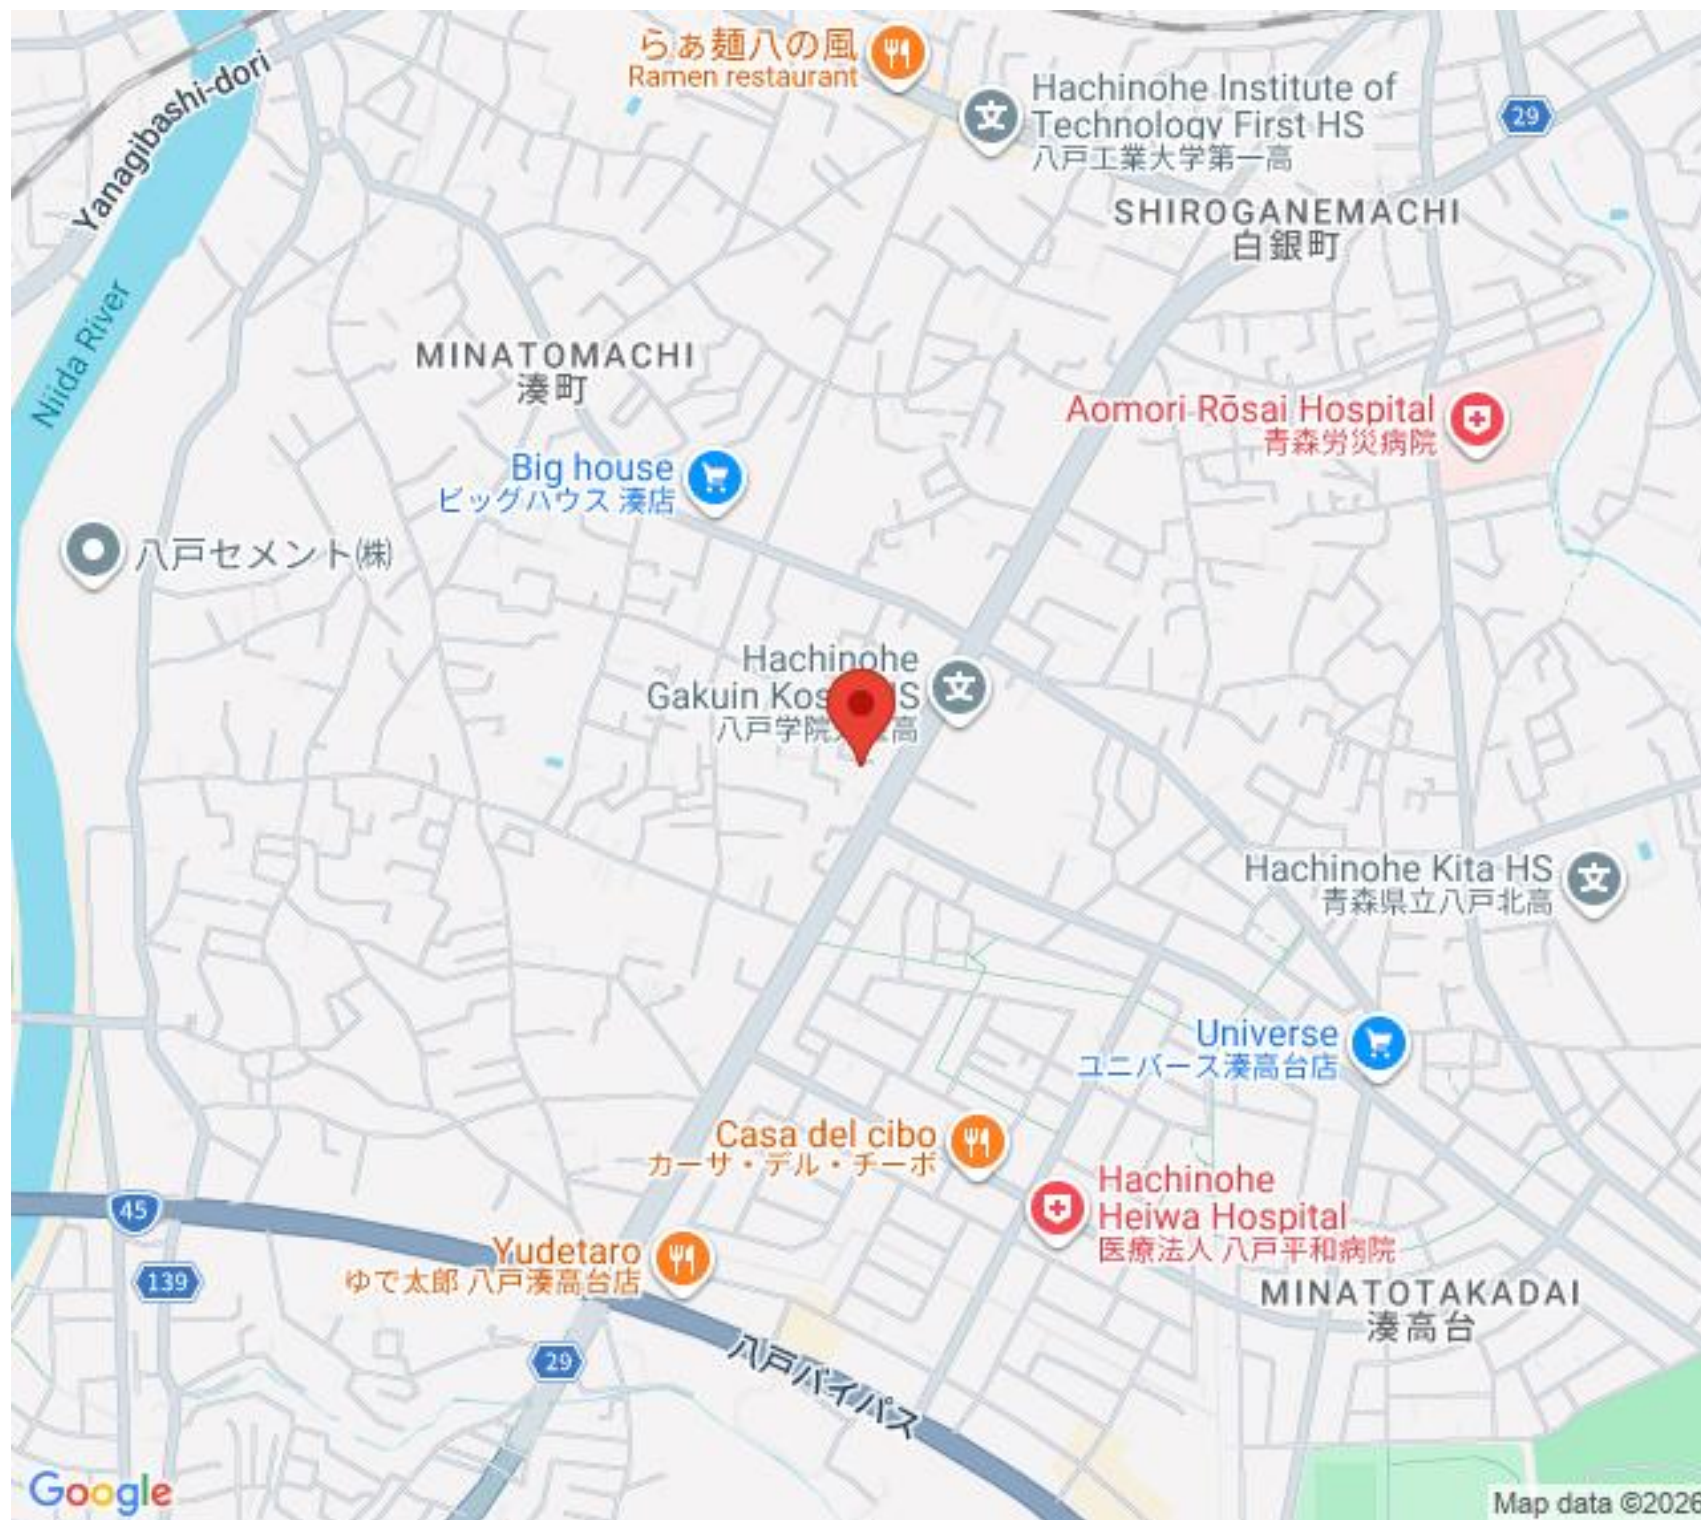 らぁ麺八の風
Ramen restaurant
Hachinohe Institute of
Technology First HS
八戸工業大学第一高
29
Yanagibashi-dori
SHIROGANEMACHI
白銀町
Niida River
MINATOMACHI
湊町
Aomori Rōsai Hospital
青森労災病院
Big house
ビッグハウス 湊店
八戸セメント㈱
Hachinohe
Gakuin
八戸学院
高
Hachinohe Kita HS
青森県立八戸北高
Universe
ユニバース湊高台店
Casa del cibo
カーサ・デル・チーボ
Hachinohe
Heiwa Hospital
医療法人 八戸平和病院
45
Yudetaro
ゆで太郎 八戸湊高台店
139
MINATOTAKADAI
湊高台
29
八戸バイパス
Google
Map data ©2026